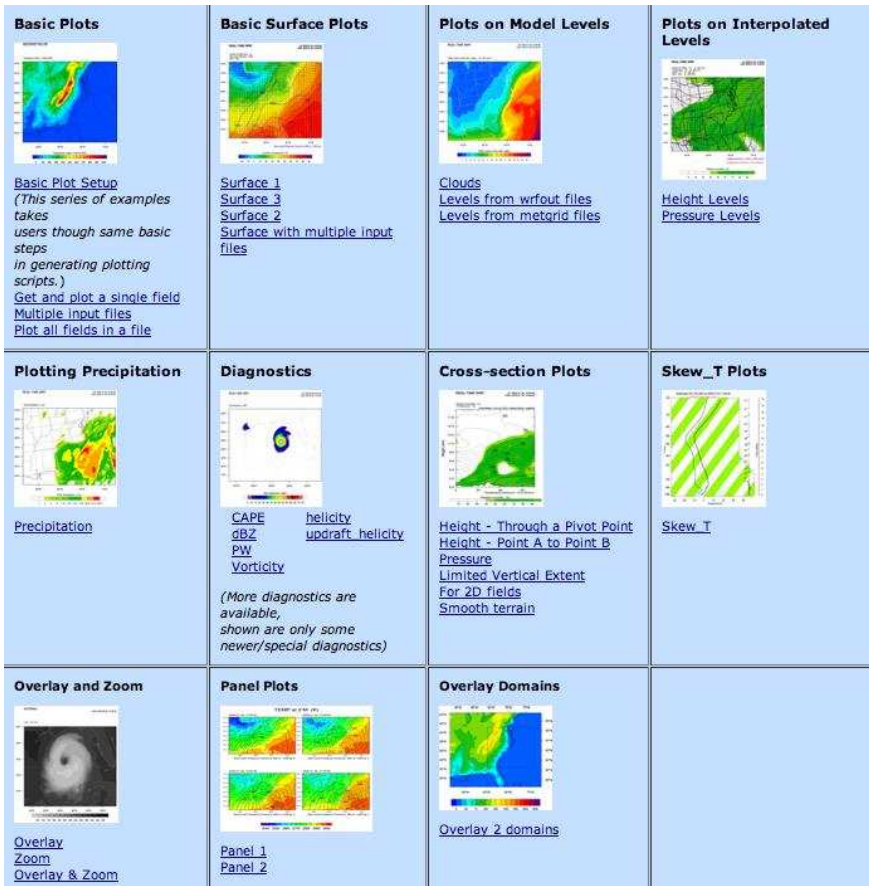 Basic Plots
Basic Plot Setup
(This series of examples
takes
users though same basic
steps
in generating plotting
scripts.)
Get and plot a single field
Multiple input files
Plot all fields in a file
Basic Surface Plots
Surface 1
Surface 3
Surface 2
Surface with multiple input
files
Plots on Model Levels
Clouds
Levels from wrfout files
Levels from metgrid files
Plots on Interpolated
Levels
Height Levels
Pressure Levels
Plotting Precipitation
Precipitation
Diagnostics
CAPE helicity
dBZ updraft_helicity
PW
Vorticity
(More diagnostics are
available,
shown are only some
newer/special diagnostics)
Cross-section Plots
Height - Through a Pivot Point
Height - Point A to Point B
Pressure
Limited Vertical Extent
For 2D fields
Smooth terrain
Skew_T Plots
Skew_T
Overlay and Zoom
Overlay
Zoom
Overlay & Zoom
Panel Plots
Panel 1
Panel 2
Overlay Domains
Overlay 2 domains